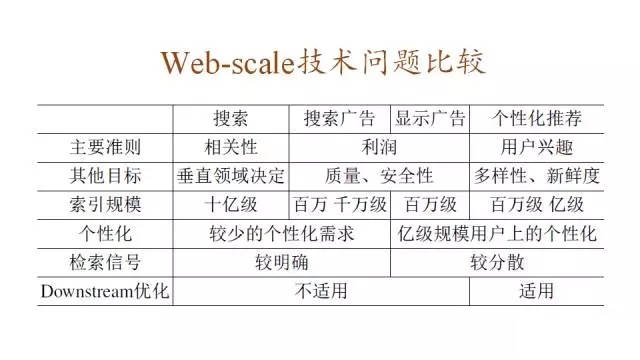 Web-scale技术问题比较
搜索 搜索广告 显示广告 个性化推荐
主要准则 相关性 利润 用户兴趣
其他目标 垂直领域决定 质量、安全性 多样性、新鲜度
索引规模 十亿级 百万 千万级 百万级 百万级 亿级
个性化 较少的个性化需求 亿级规模用户上的个性化
检索信号 较明确 较分散
Downstream优化 不适用 适用